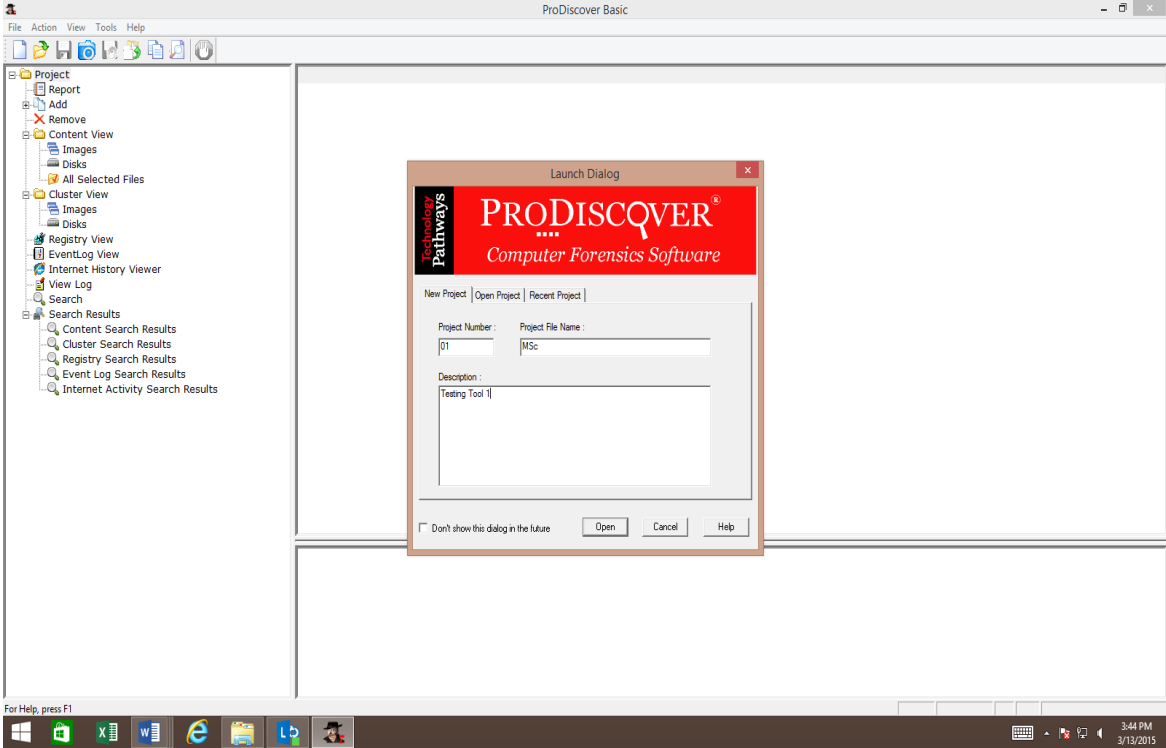 ProDiscover Basic
File Action View Tools Help
Project
Report
Add
Remove
Content View
Images
Disks
All Selected Files
Cluster View
Images
Disks
Registry View
EventLog View
Internet History Viewer
View Log
Search
Search Results
Content Search Results
Cluster Search Results
Registry Search Results
Event Log Search Results
Internet Activity Search Results
Launch Dialog
Technology
Pathways
PRODISCOVER®
Computer Forensics Software
New Project Open Project Recent Project
Project Number : Project File Name :
01 MSc
Description :
Testing Tool 1
Don't show this dialog in the future Open Cancel Help
For Help, press F1
3:44 PM
3/13/2015